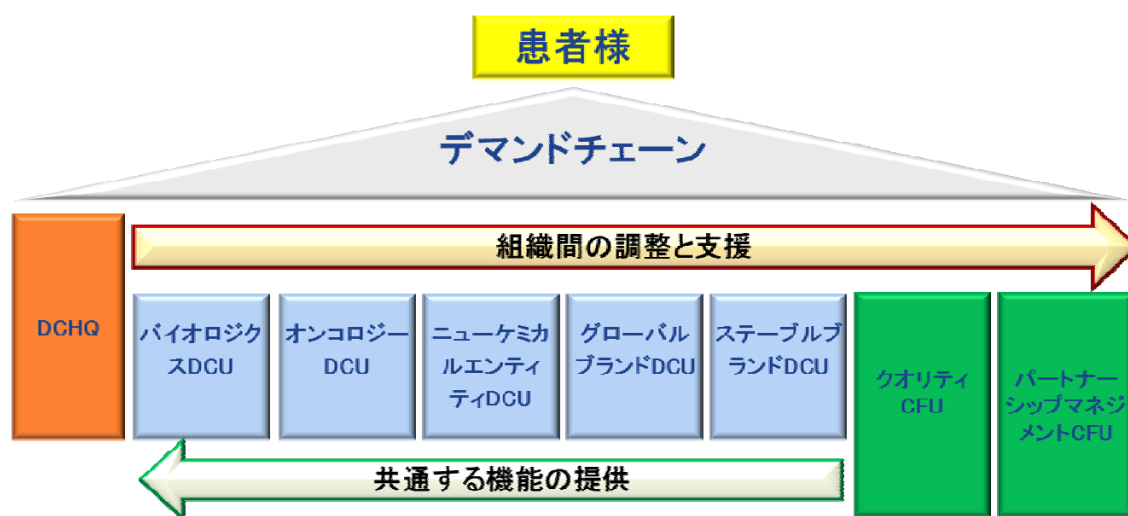 患者様
デマンドチェーン
組織間の調整と支援
DCHQ
バイオロジク
スDCU
オンコロジー
DCU
ニューケミカ
ルエンティ
ティDCU
グローバル
ブランドDCU
ステーブルブ
ランドDCU
クオリティ
CFU
パートナー
シップマネジ
メントCFU
共通する機能の提供